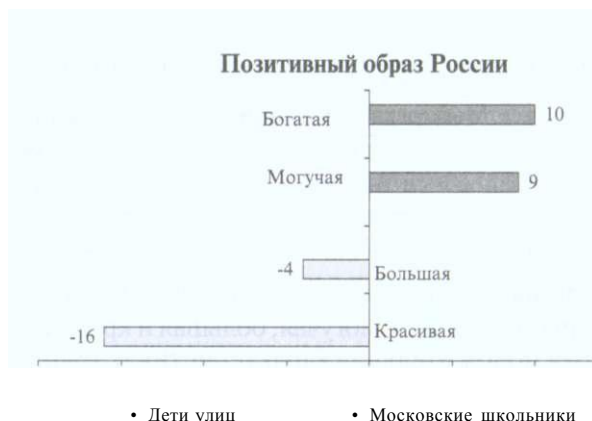 Позитивный образ России
Богатая 10
Могучая 9
-4 Большая
-16 Красивая
• Дети улиц • Московские школьники